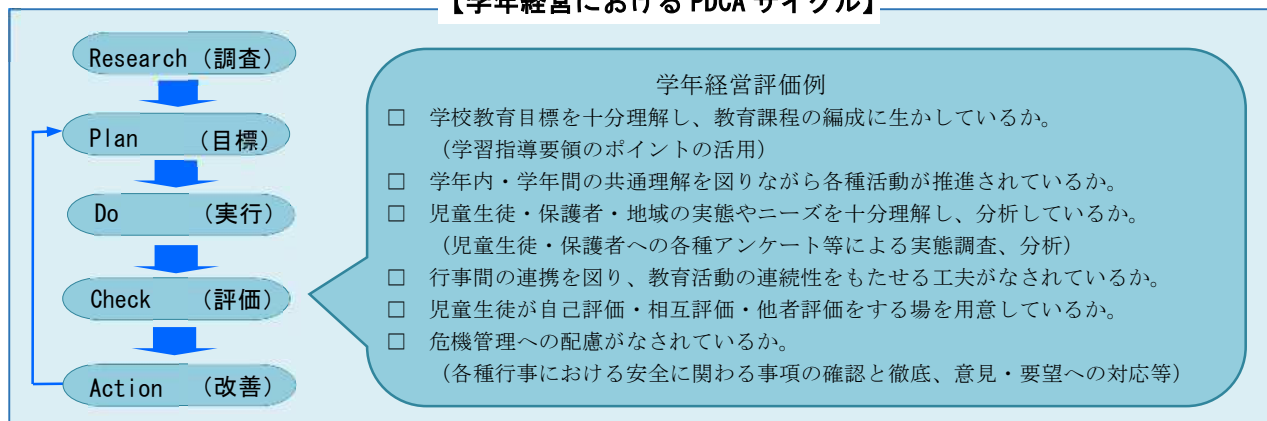 【学年経営における PDCA サイクル】
Research（調査）
Plan （目標）
Do （実行）
Check （評価）
Action （改善）
学年経営評価例
□ 学校教育目標を十分理解し、教育課程の編成に生かしているか。
（学習指導要領のポイントの活用）
□ 学年内・学年間の共通理解を図りながら各種活動が推進されているか。
□ 児童生徒・保護者・地域の実態やニーズを十分理解し、分析しているか。
（児童生徒・保護者への各種アンケート等による実態調査、分析）
□ 行事間の連携を図り、教育活動の連続性をもたせる工夫がなされているか。
□ 児童生徒が自己評価・相互評価・他者評価をする場を用意しているか。
□ 危機管理への配慮がなされているか。
（各種行事における安全に関わる事項の確認と徹底、意見・要望への対応等）